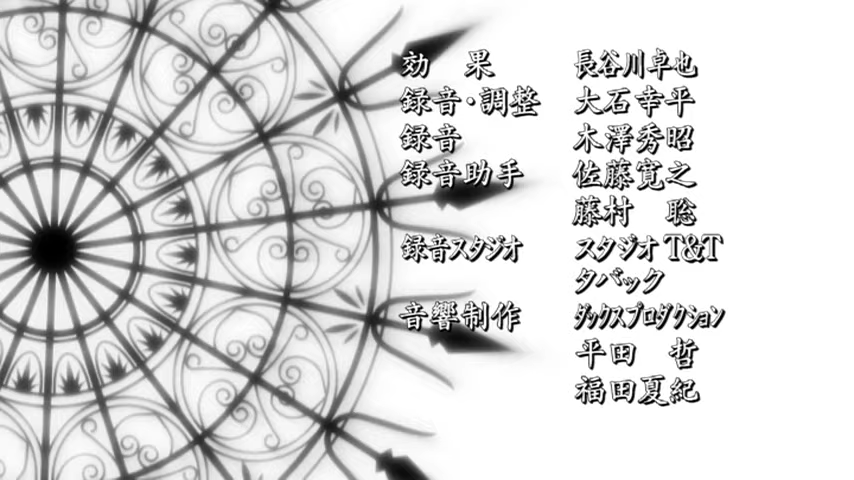 効　果　長谷川卓也
録音・調整　大石幸平
録音　木澤秀昭
録音助手　佐藤寛之
藤村　聡
録音スタジオ　スタジオT&T
タバック
音響制作　ダックスプロダクション
平田　哲
福田夏紀